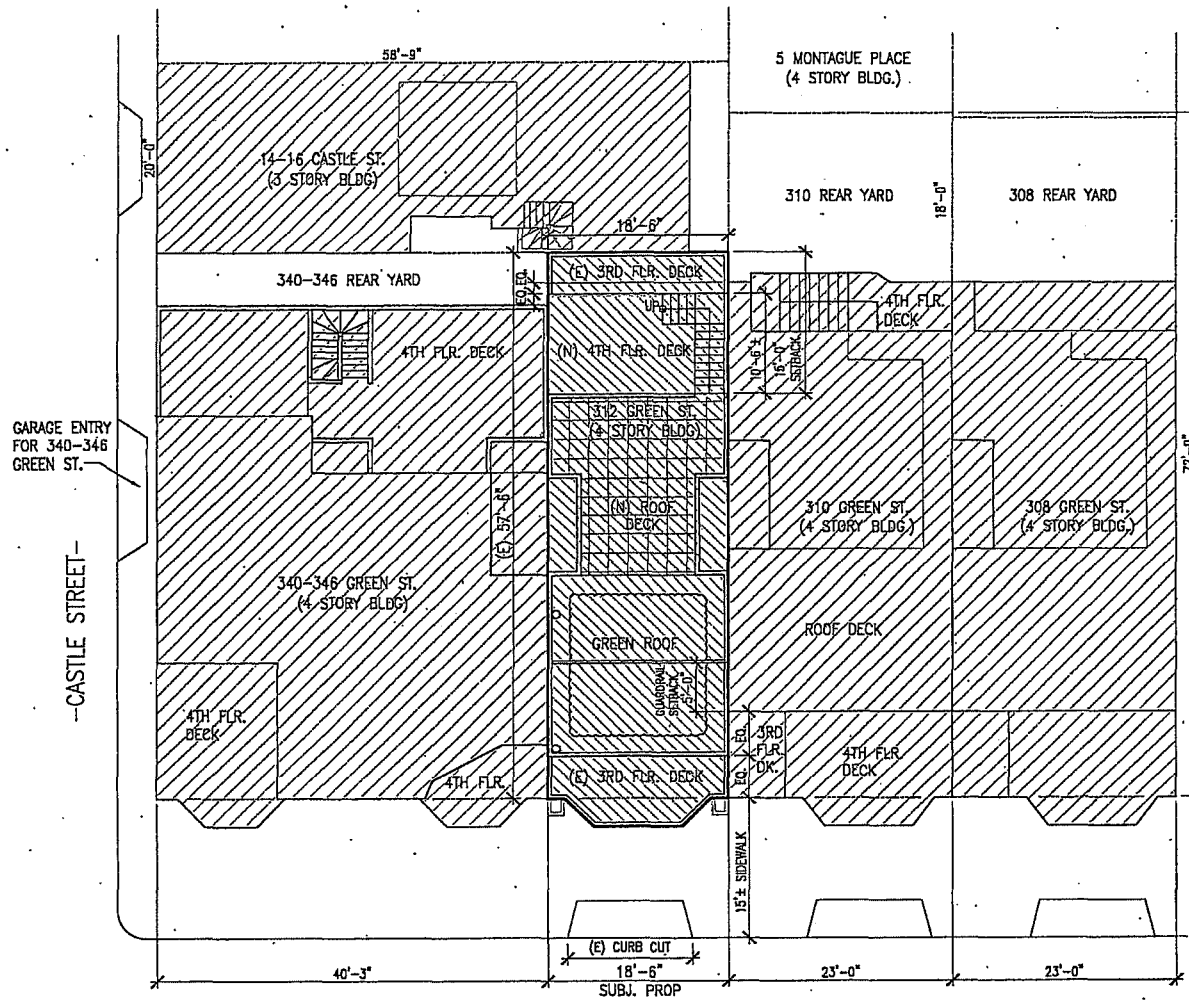 58'-9"
5 MONTAGUE PLACE
(4 STORY BLDG.)
20'-0"
14-16 CASTLE ST.
(3 STORY BLDG)
310 REAR YARD
18'-0"
308 REAR YARD
18'-6"
340-346 REAR YARD
EQ.
EQ.
(E) 3RD FLR. DECK
UP
4TH FLR.
DECK
4TH FLR. DECK
(N) 4TH FLR. DECK
10'-6"±
15'-0"
SETBACK
GARAGE ENTRY
FOR 340-346
GREEN ST.
312 GREEN ST.
(4 STORY BLDG)
72'-0"
(E) 57'-6"
(N) ROOF
DECK
310 GREEN ST.
(4 STORY BLDG.)
308 GREEN ST.
(4 STORY BLDG.)
-CASTLE STREET-
340-346 GREEN ST.
(4 STORY BLDG)
GREEN ROOF
ROOF DECK
GUARDRAIL
SETBACK
5'-0"
4TH FLR.
DECK
EQ.
3RD
FLR.
DK.
4TH FLR.
DECK
4TH FLR.
(E) 3RD FLR. DECK
EQ.
15'± SIDEWALK
(E) CURB CUT
40'-3"
18'-6"
23'-0"
23'-0"
SUBJ. PROP